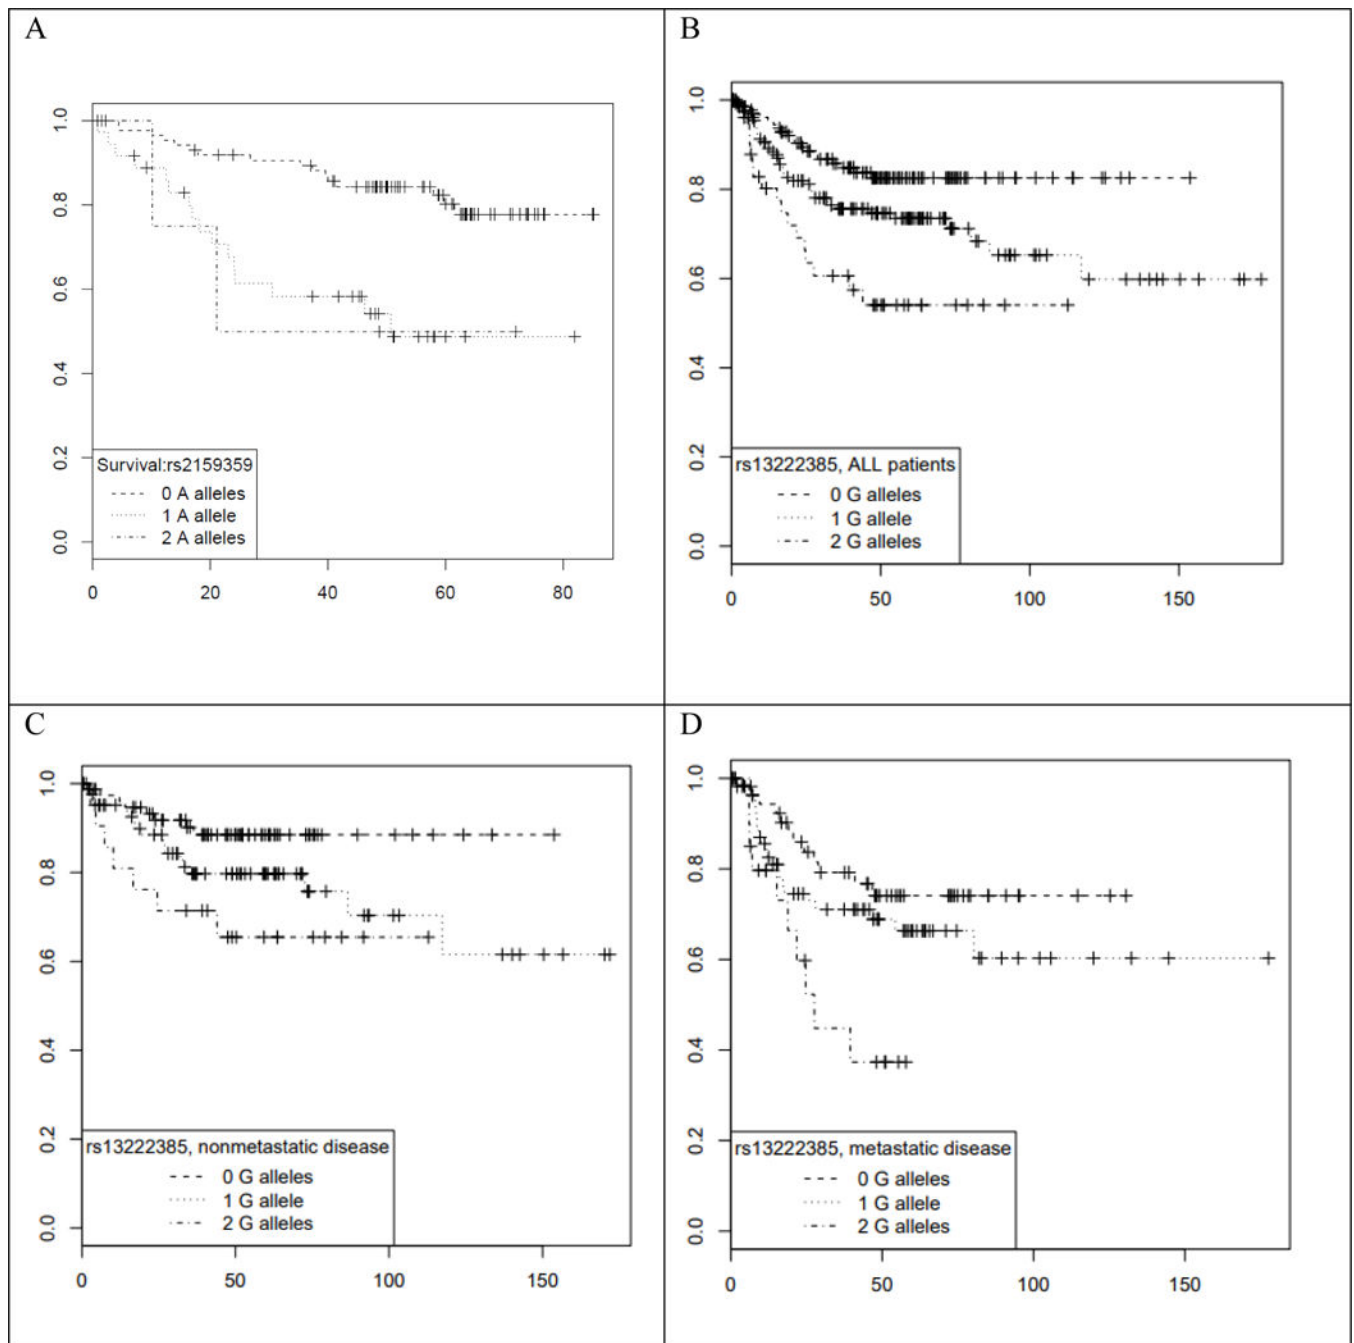 A
1.0
0.8
0.6
0.4
0.2
0.0
Survival:rs2159359
0 A alleles
1 A allele
2 A alleles
0 20 40 60 80
B
1.0
0.8
0.6
0.4
0.2
0.0
rs13222385, ALL patients
0 G alleles
1 G allele
2 G alleles
0 50 100 150
C
1.0
0.8
0.6
0.4
0.2
0.0
rs13222385, nonmetastatic disease
0 G alleles
1 G allele
2 G alleles
0 50 100 150
D
1.0
0.8
0.6
0.4
0.2
0.0
rs13222385, metastatic disease
0 G alleles
1 G allele
2 G alleles
0 50 100 150